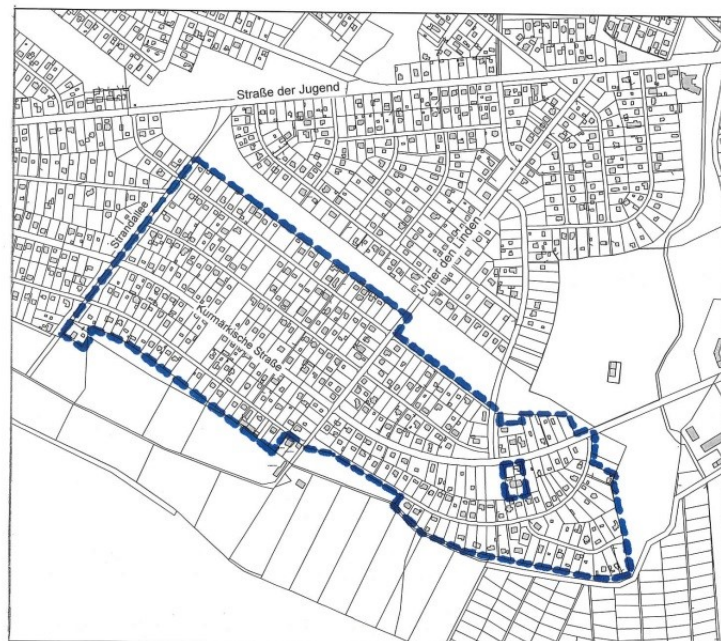 Straße der Jugend
Strandallee
Unter den Linden
Kurmärkische Straße